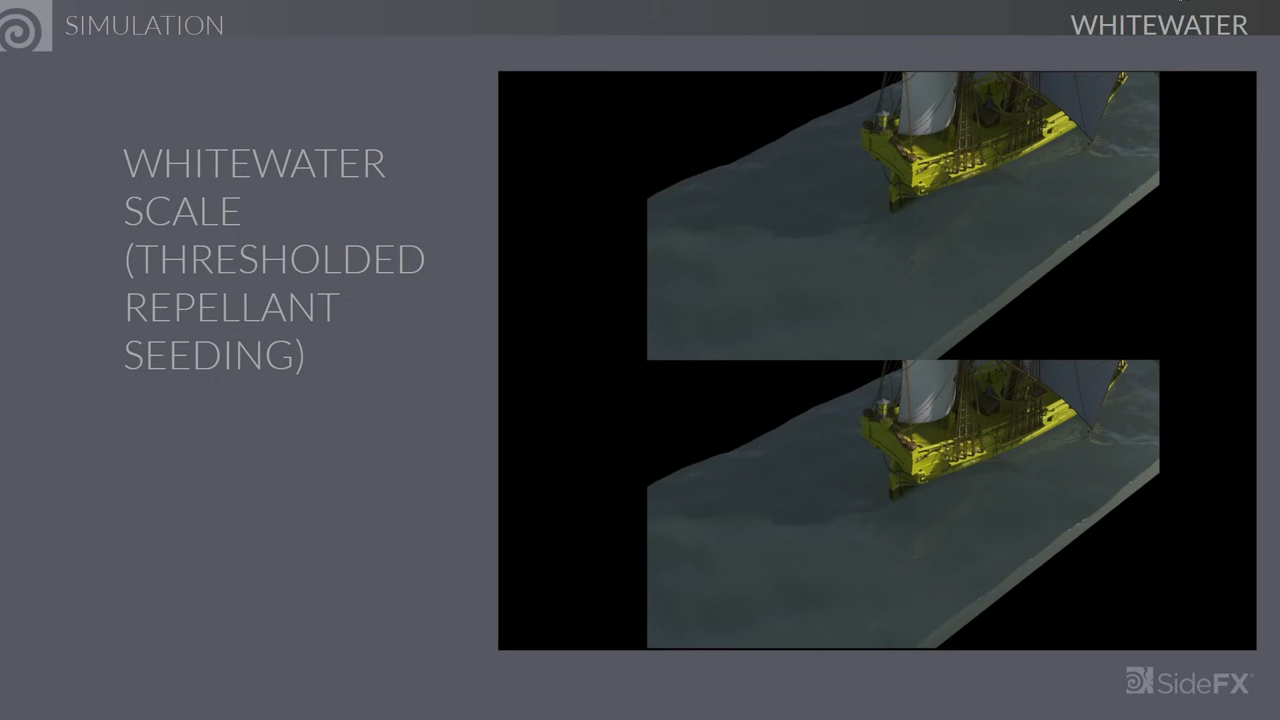 SIMULATION
WHITEWATER
WHITEWATER
SCALE
(THRESHOLDED
REPELLANT
SEEDING)
SideFX